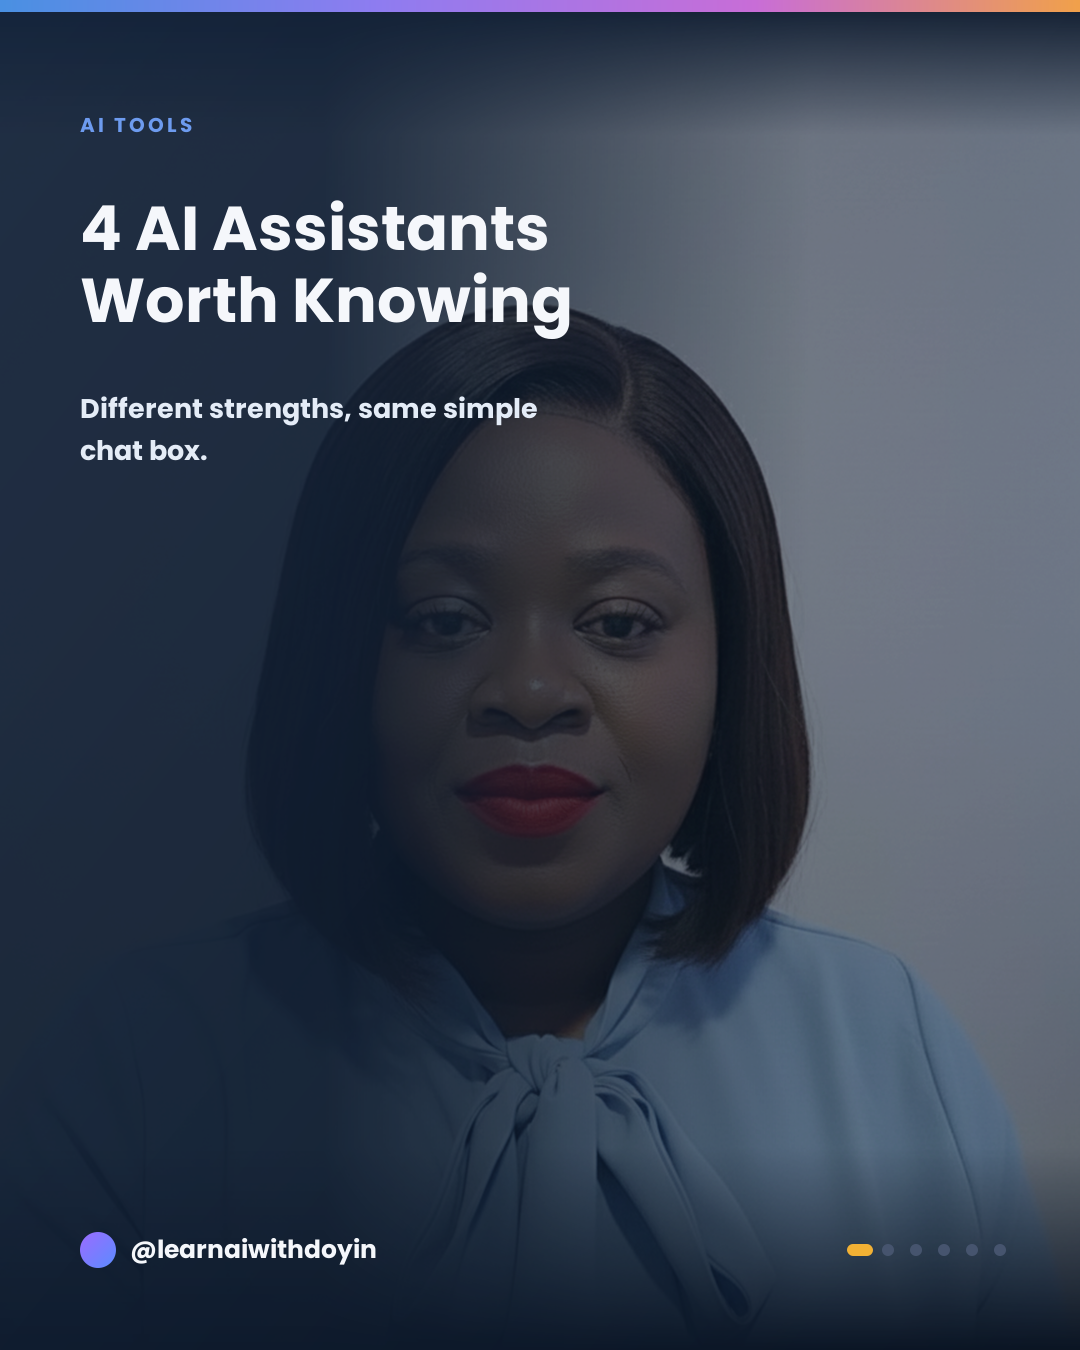 AI TOOLS
4 AI Assistants
Worth Knowing
Different strengths, same simple
chat box.
@learnaiwithdoyin